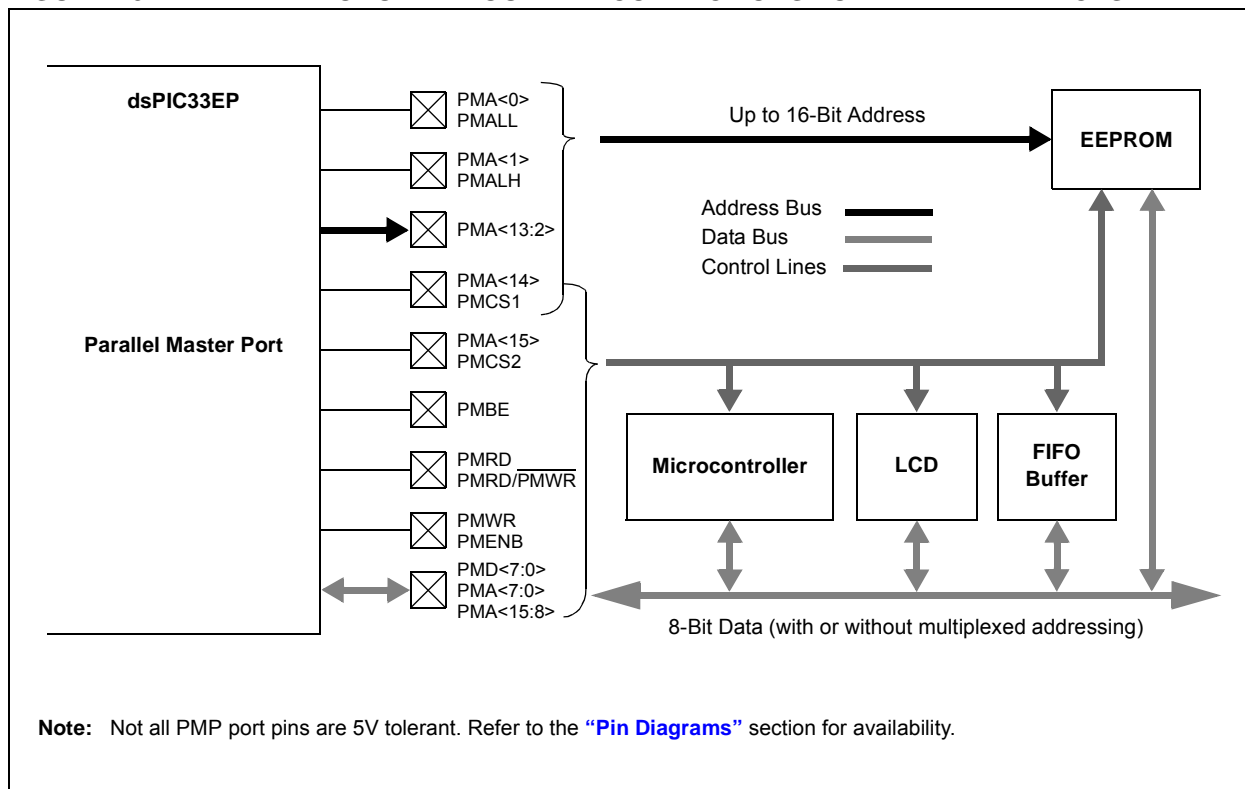 dsPIC33EP
Parallel Master Port
PMA<0>
PMALL
PMA<1>
PMALH
PMA<13:2>
PMA<14>
PMCS1
PMA<15>
PMCS2
PMBE
PMRD
PMRD/PMWR
PMWR
PMENB
PMD<7:0>
PMA<7:0>
PMA<15:8>
Up to 16-Bit Address
EEPROM
Address Bus
Data Bus
Control Lines
Microcontroller
LCD
FIFO
Buffer
8-Bit Data (with or without multiplexed addressing)
Note: Not all PMP port pins are 5V tolerant. Refer to the “Pin Diagrams” section for availability.